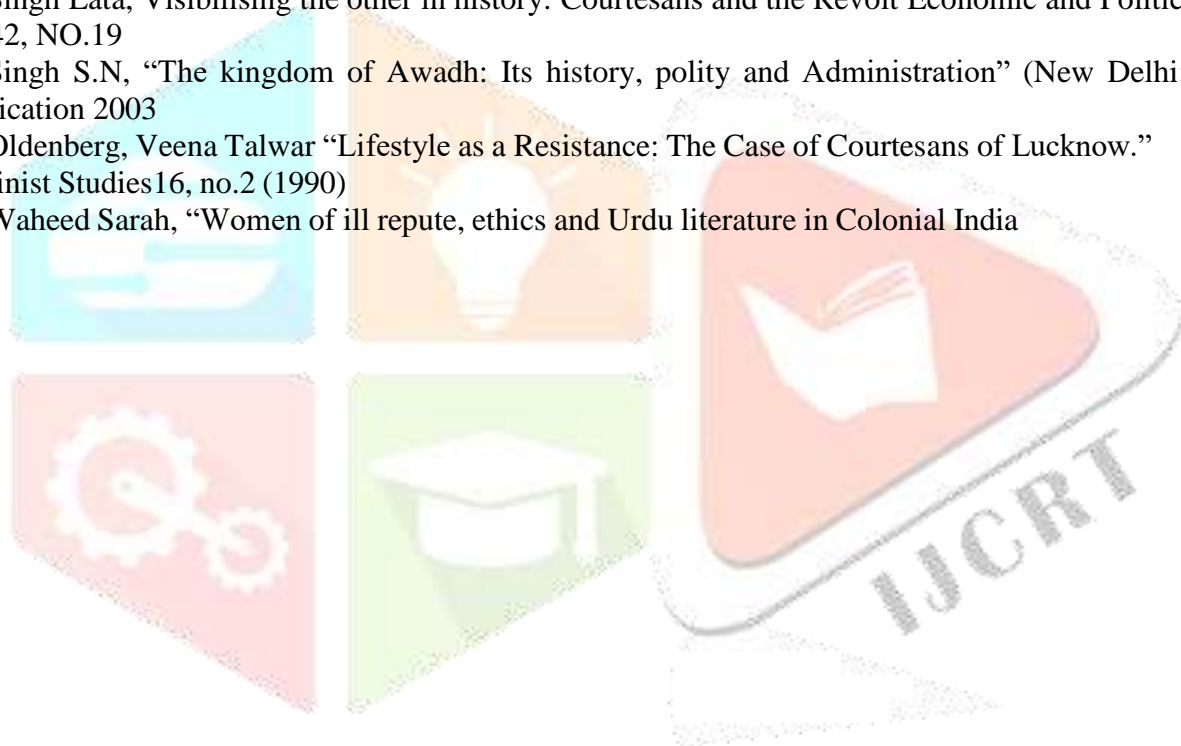 ingh Lata, Visibilising the other in history: Courtesans and the Revolt Economic and Politic
2, NO.19
ingh S.N, “The kingdom of Awadh: Its history, polity and Administration” (New Delhi:
ication 2003
Oldenberg, Veena Talwar “Lifestyle as a Resistance: The Case of Courtesans of Lucknow.”
inist Studies16, no.2 (1990)
Waheed Sarah, “Women of ill repute, ethics and Urdu literature in Colonial India
IJCRT